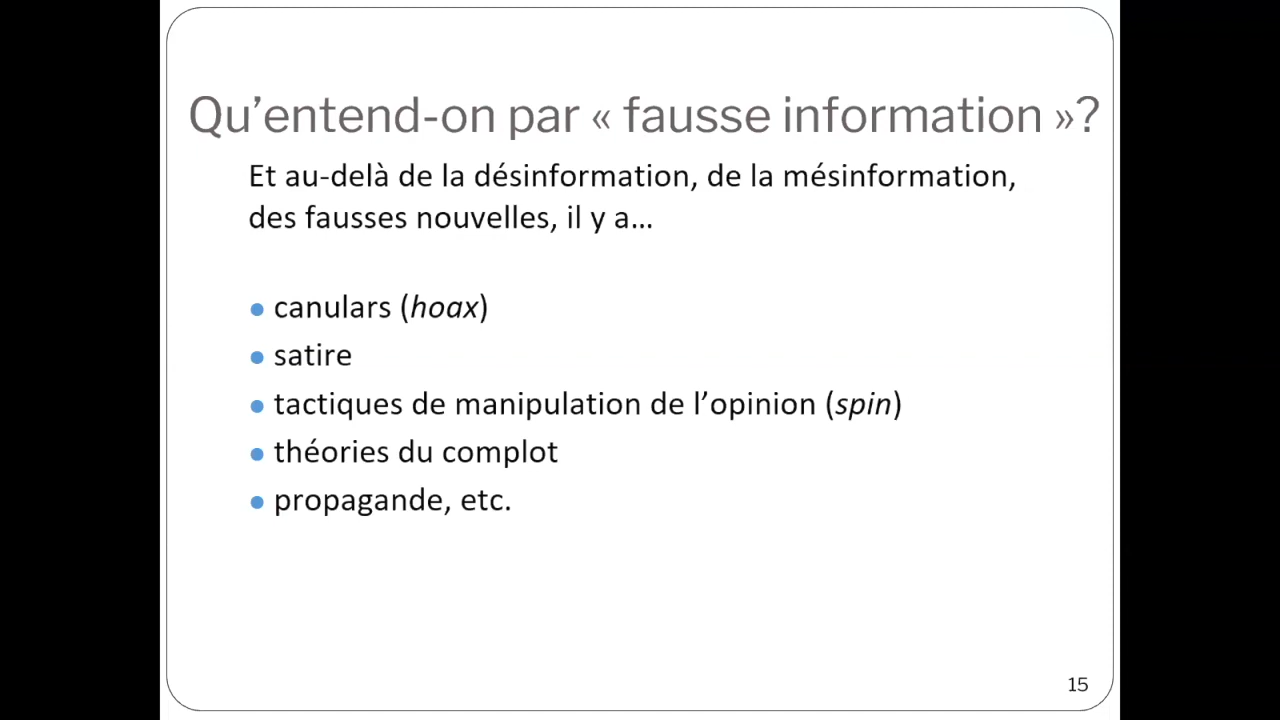 Qu’entend-on par « fausse information »?
Et au-delà de la désinformation, de la mésinformation,
des fausses nouvelles, il y a…
● canulars (hoax)
● satire
● tactiques de manipulation de l’opinion (spin)
● théories du complot
● propagande, etc.
15